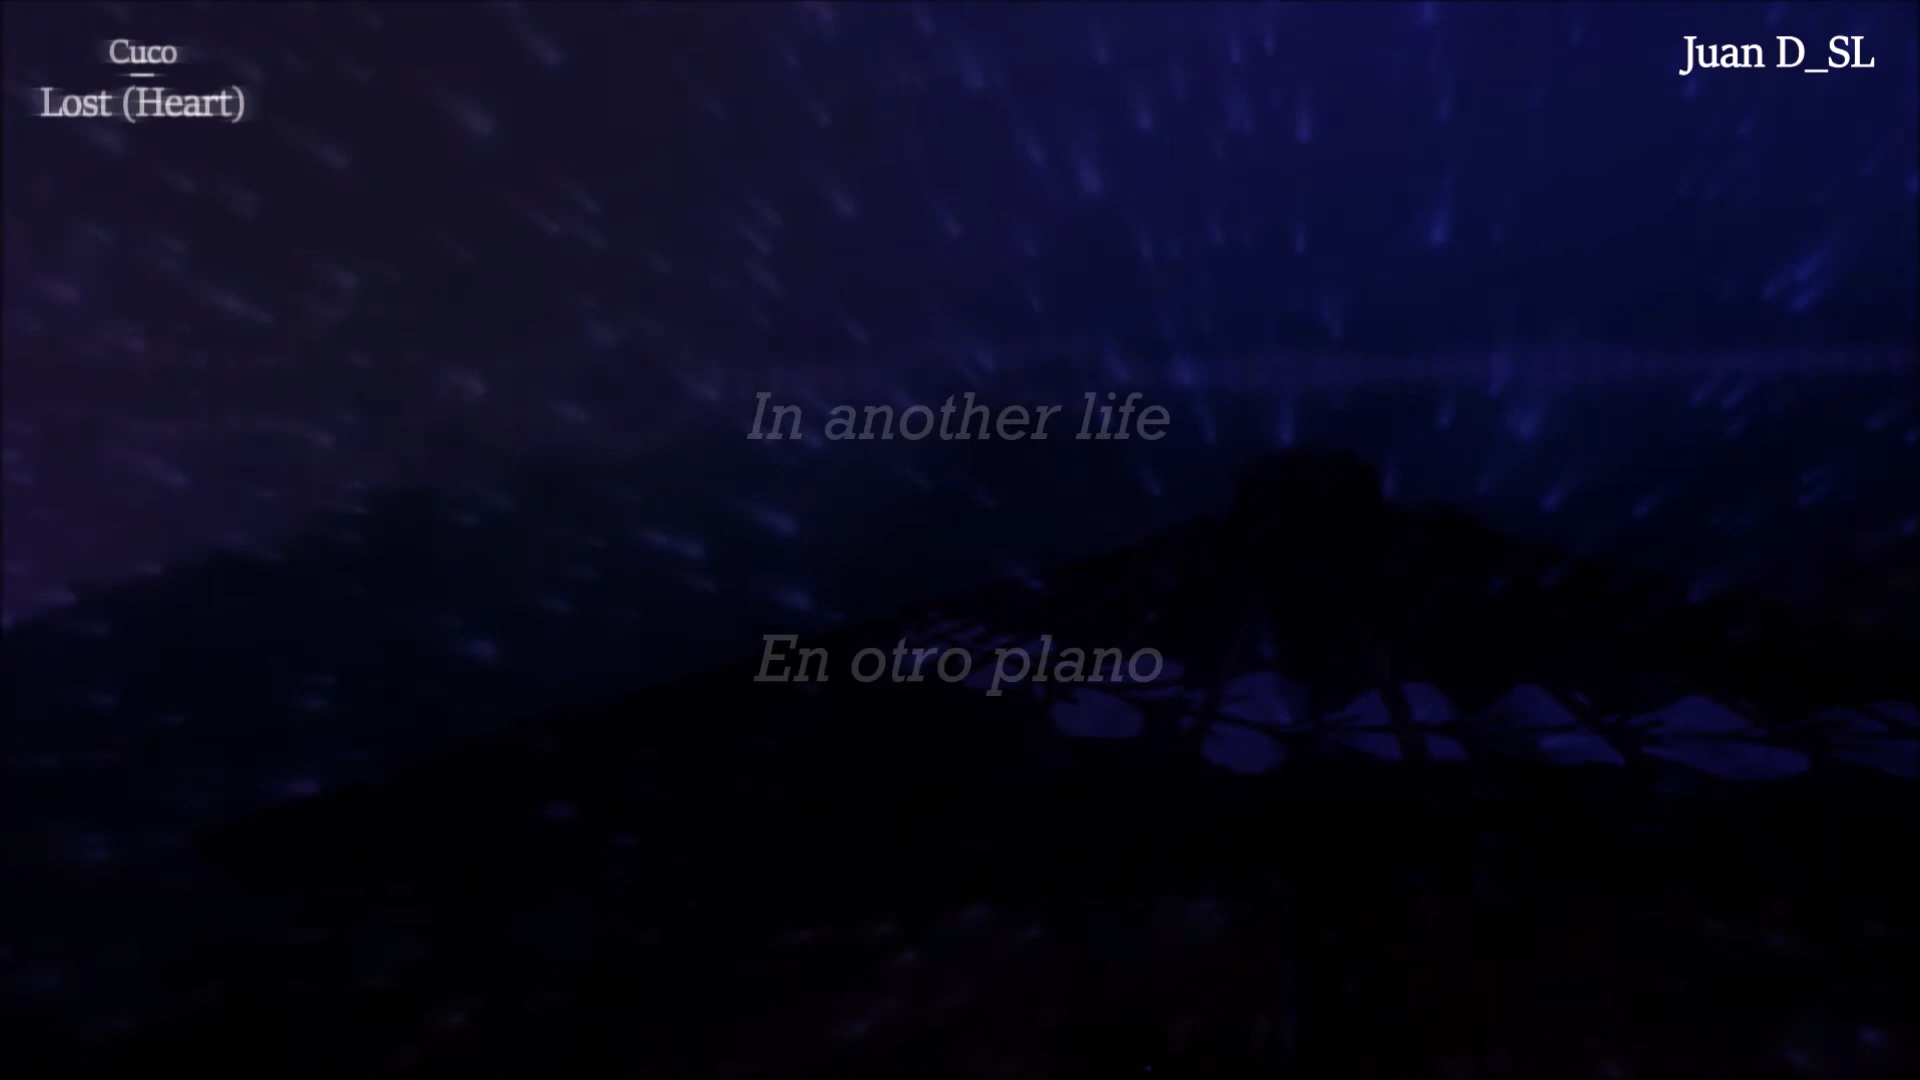 Cuco
Lost (Heart)
Juan D_SL
In another life
En otro plano